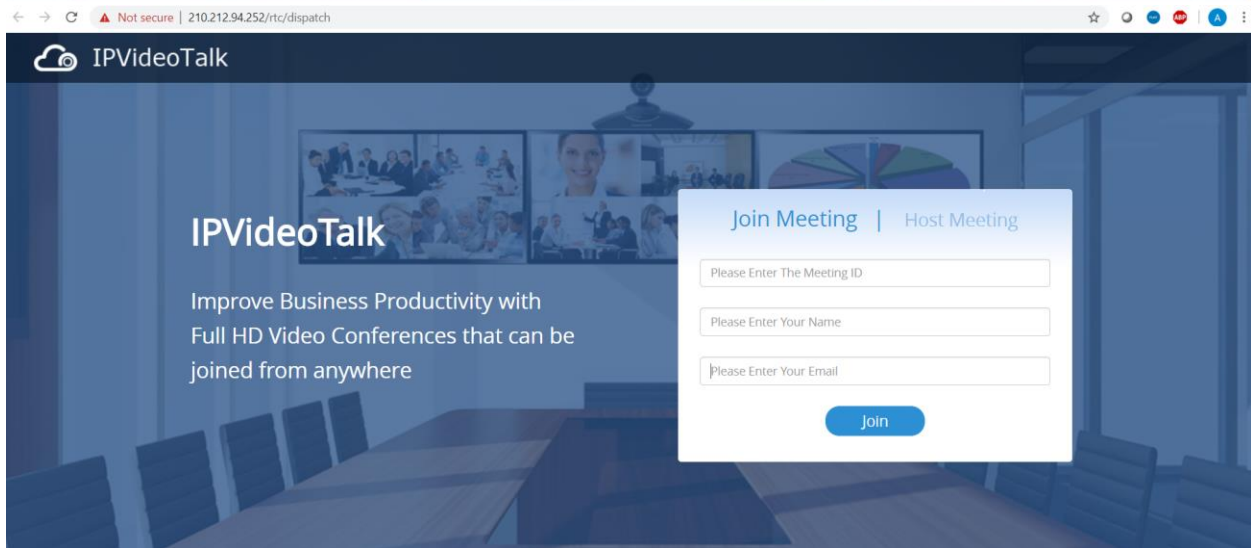 Not secure | 210.212.94.252/rtc/dispatch
ABP
A
IPVideoTalk
IPVideoTalk
Improve Business Productivity with
Full HD Video Conferences that can be
joined from anywhere
Join Meeting | Host Meeting
Please Enter The Meeting ID
Please Enter Your Name
Please Enter Your Email
Join